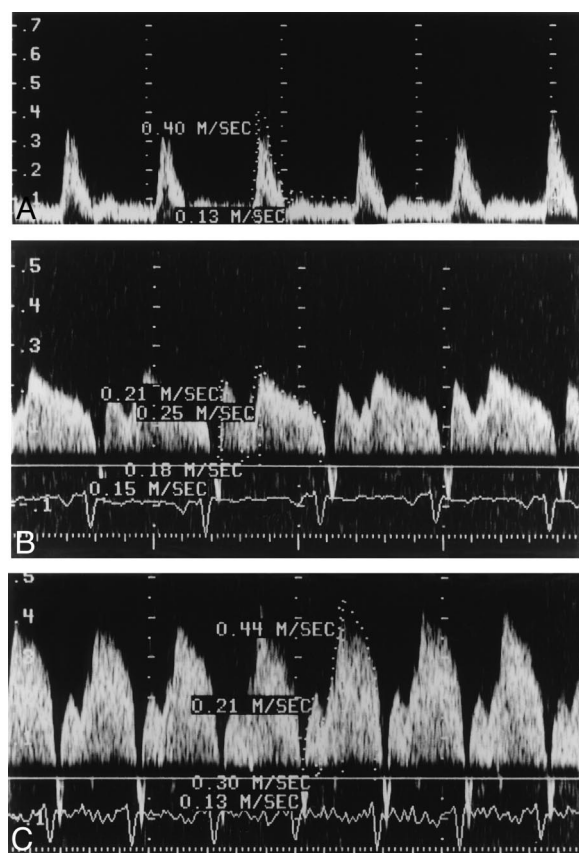 .7
.6
.5
.4
0.40 M/SEC
.3
.2
.1
A
0.13 M/SEC
.5
.4
.3
0.21 M/SEC
0.25 M/SEC
0.18 M/SEC
0.15 M/SEC
.1
B
.5
.4
0.44 M/SEC
0.21 M/SEC
0.30 M/SEC
0.13 M/SEC
C